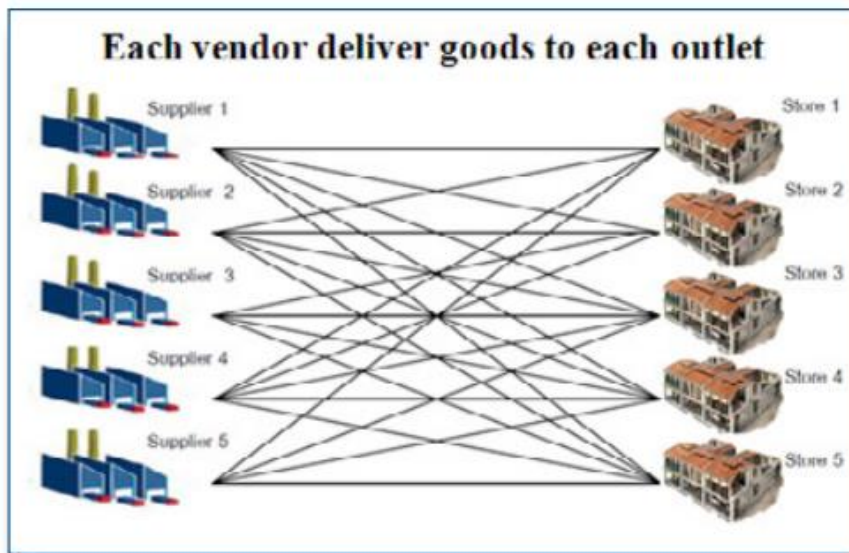 Each vendor deliver goods to each outlet
Supplier 1
Store 1
Supplier 2
Store 2
Supplier 3
Store 3
Supplier 4
Store 4
Supplier 5
Store 5